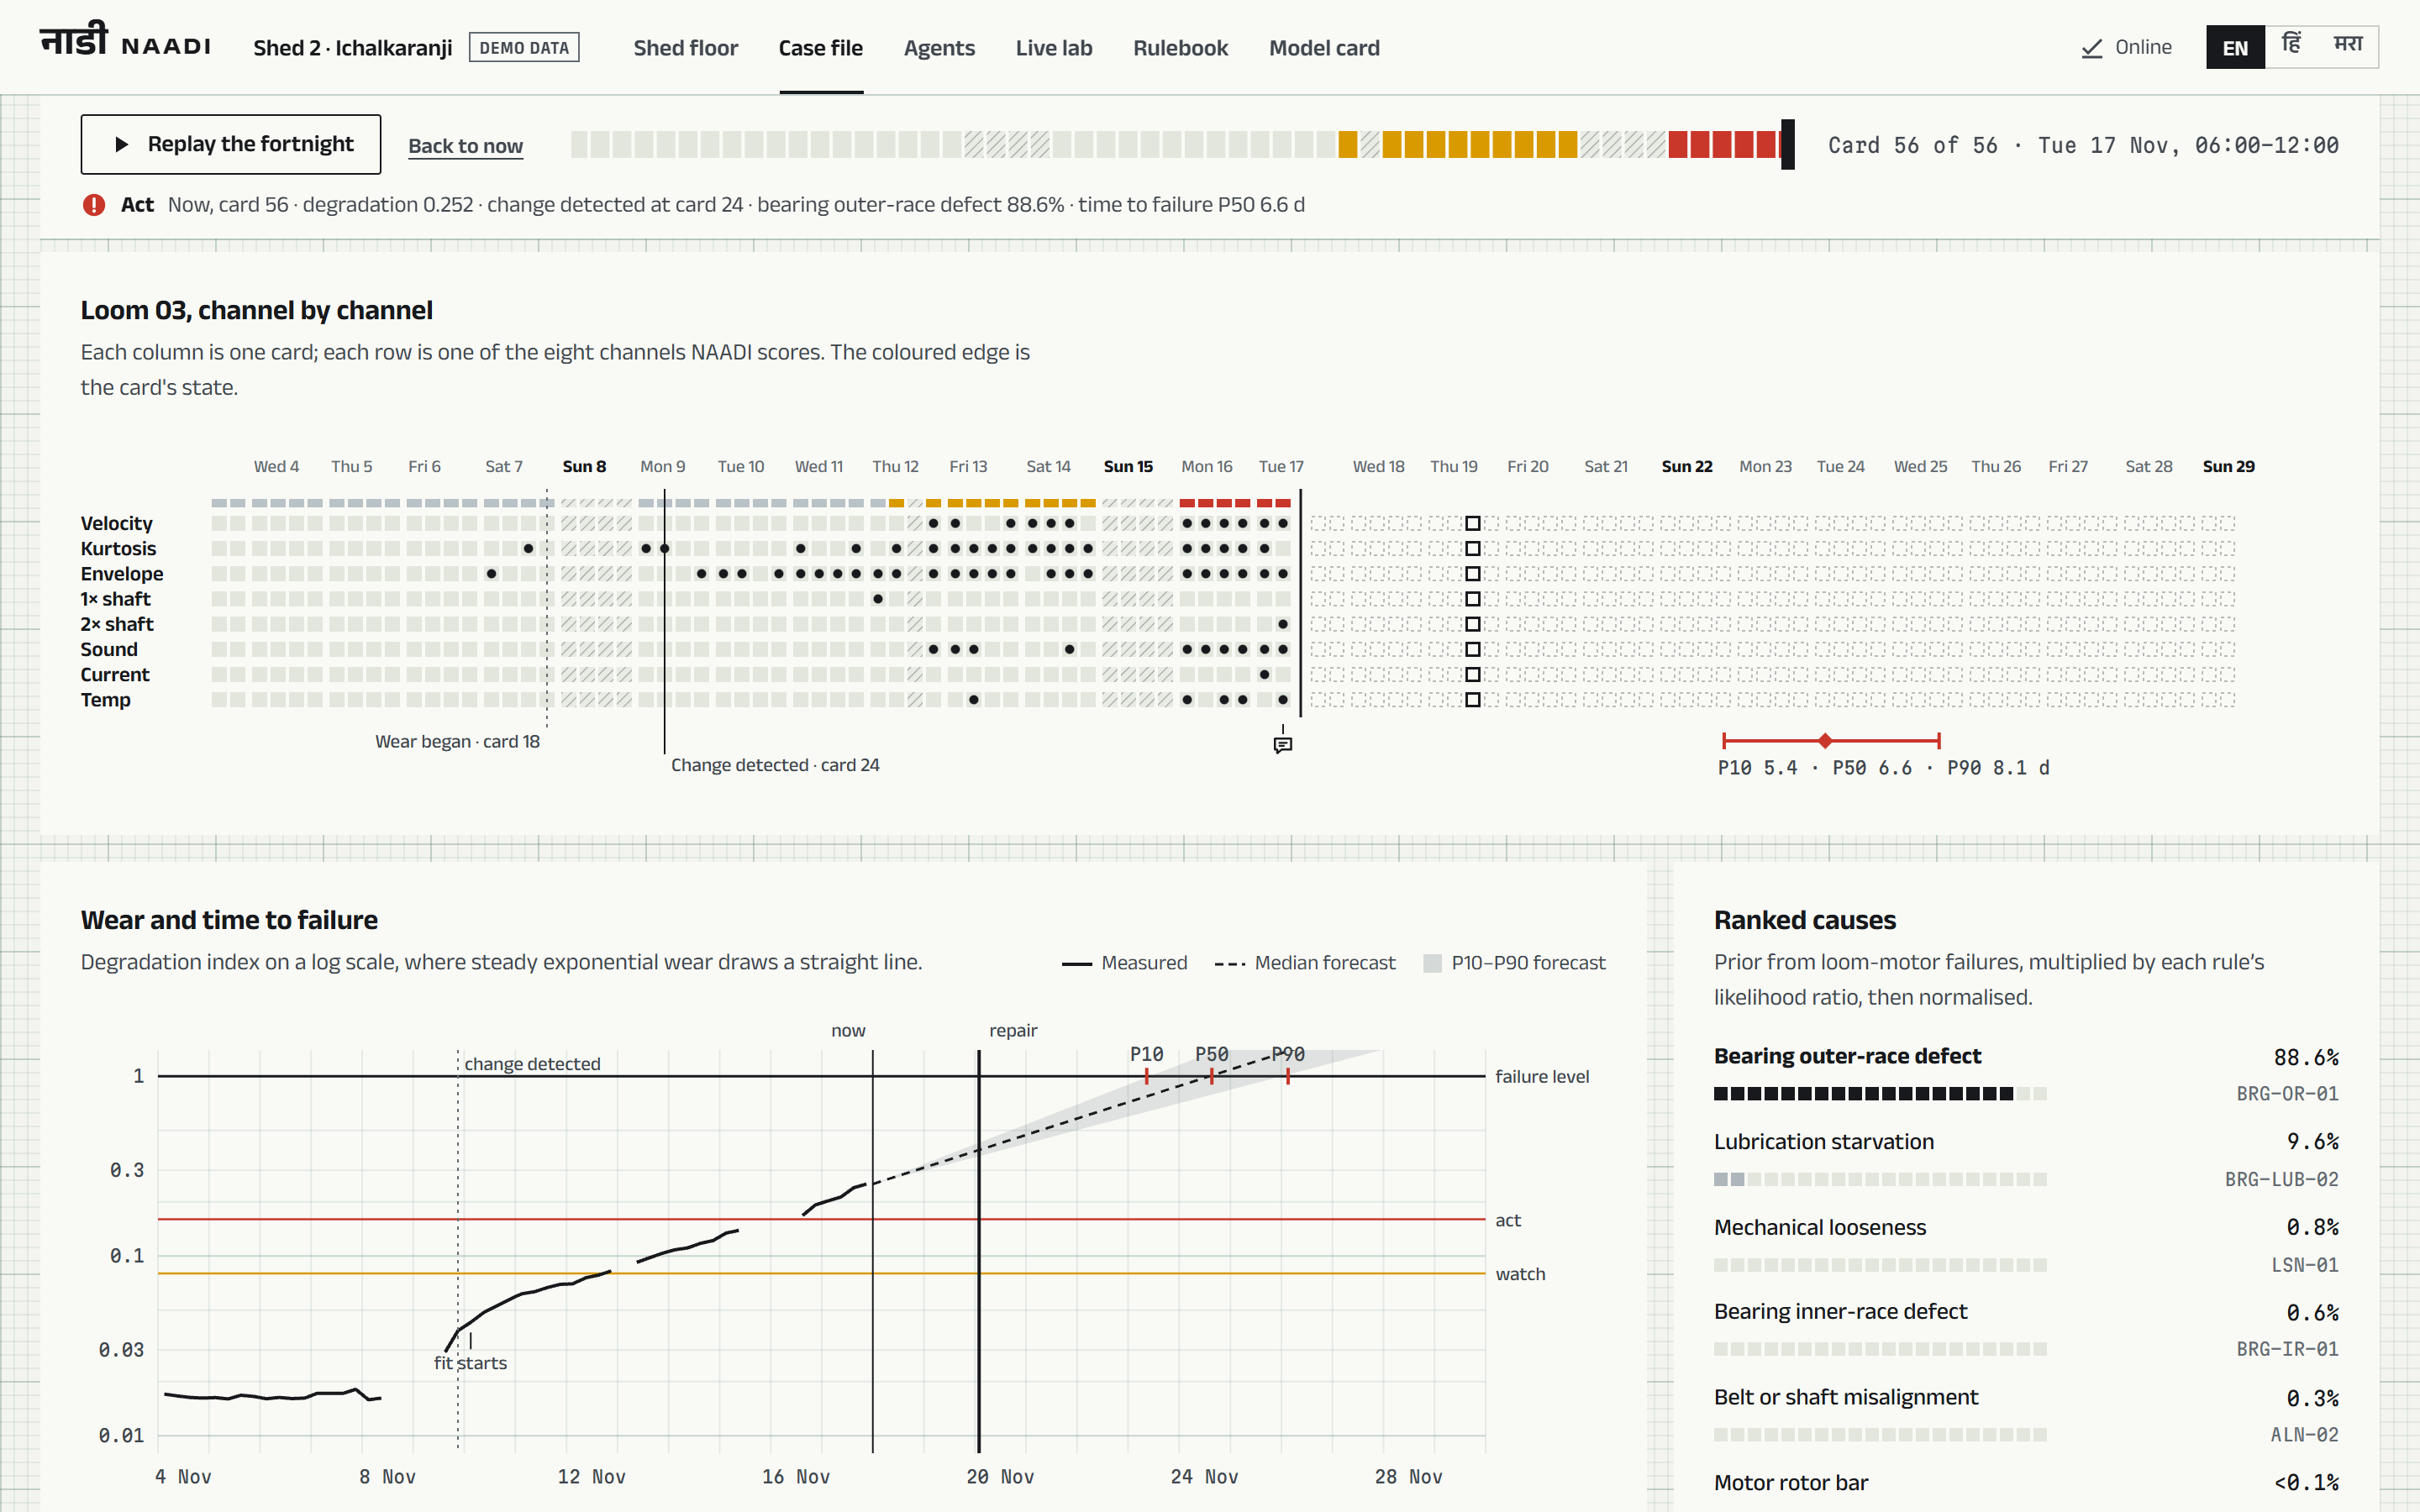 नाडी NAADI
Shed 2 · Ichalkaranji
DEMO DATA
Shed floor
Case file
Agents
Live lab
Rulebook
Model card
Online
EN
हिं
मरा
Replay the fortnight
Back to now
Card 56 of 56 · Tue 17 Nov, 06:00–12:00
Act Now, card 56 · degradation 0.252 · change detected at card 24 · bearing outer-race defect 88.6% · time to failure P50 6.6 d
Loom 03, channel by channel
Each column is one card; each row is one of the eight channels NAADI scores. The coloured edge is
the card's state.
Wed 4 Thu 5 Fri 6 Sat 7 Sun 8 Mon 9 Tue 10 Wed 11 Thu 12 Fri 13 Sat 14 Sun 15 Mon 16 Tue 17 Wed 18 Thu 19 Fri 20 Sat 21 Sun 22 Mon 23 Tue 24 Wed 25 Thu 26 Fri 27 Sat 28 Sun 29
Velocity
Kurtosis
Envelope
1× shaft
2× shaft
Sound
Current
Temp
Wear began · card 18
Change detected · card 24
P10 5.4 · P50 6.6 · P90 8.1 d
Wear and time to failure
Degradation index on a log scale, where steady exponential wear draws a straight line.
Measured
Median forecast
P10–P90 forecast
now
repair
change detected
P10
P50
P90
1
failure level
0.3
act
0.1
watch
0.03
fit starts
0.01
4 Nov 8 Nov 12 Nov 16 Nov 20 Nov 24 Nov 28 Nov
Ranked causes
Prior from loom-motor failures, multiplied by each rule’s
likelihood ratio, then normalised.
Bearing outer-race defect 88.6%
BRG-OR-01
Lubrication starvation 9.6%
BRG-LUB-02
Mechanical looseness 0.8%
LSN-01
Bearing inner-race defect 0.6%
BRG-IR-01
Belt or shaft misalignment 0.3%
ALN-02
Motor rotor bar <0.1%